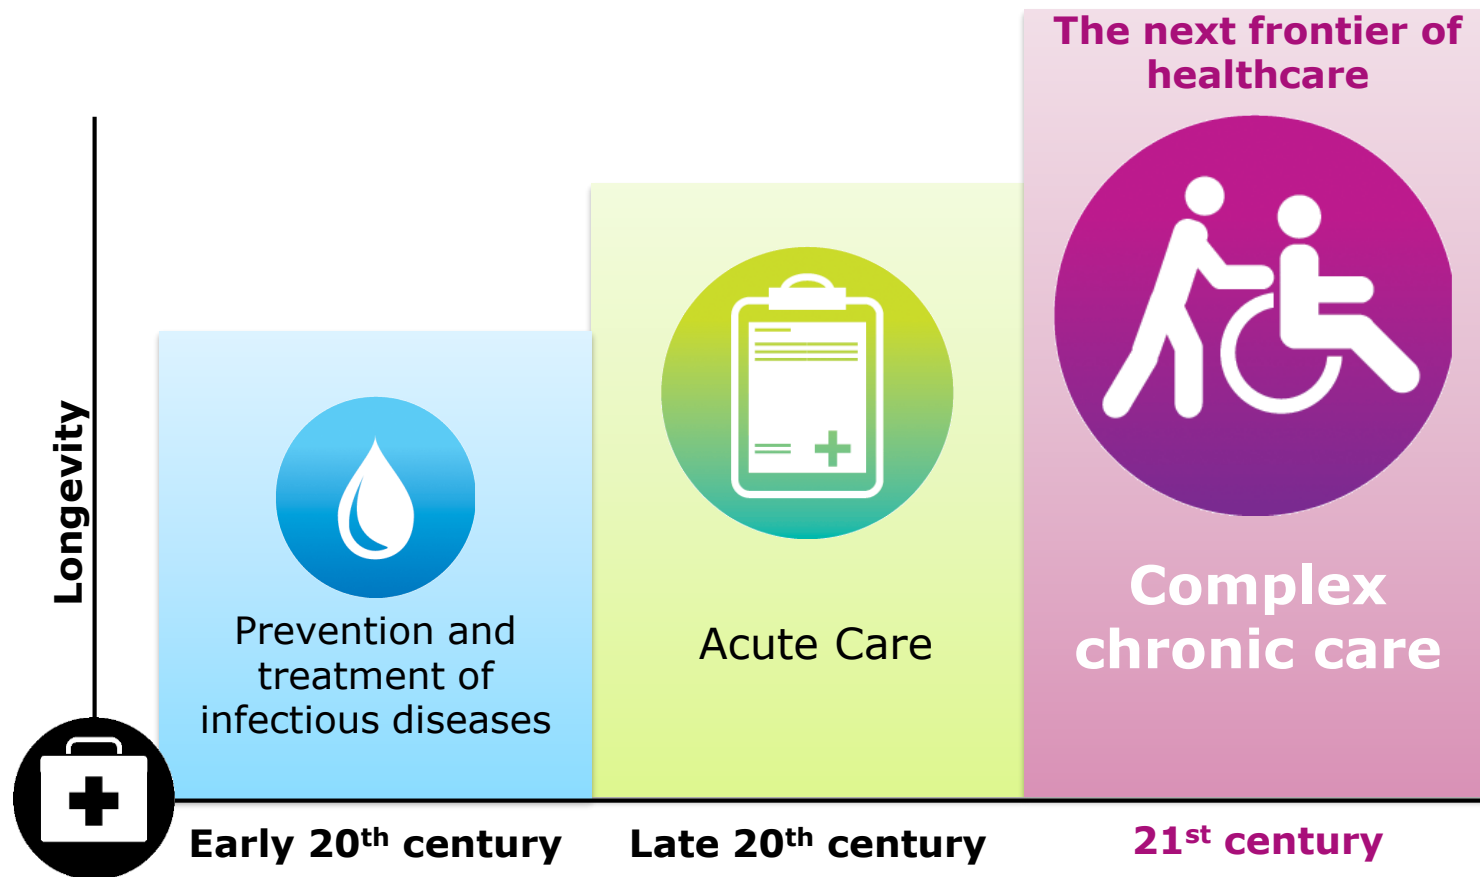 The next frontier of
healthcare
Longevity
Prevention and
treatment of
infectious diseases
Acute Care
Complex
chronic care
Early 20th century
Late 20th century
21st century